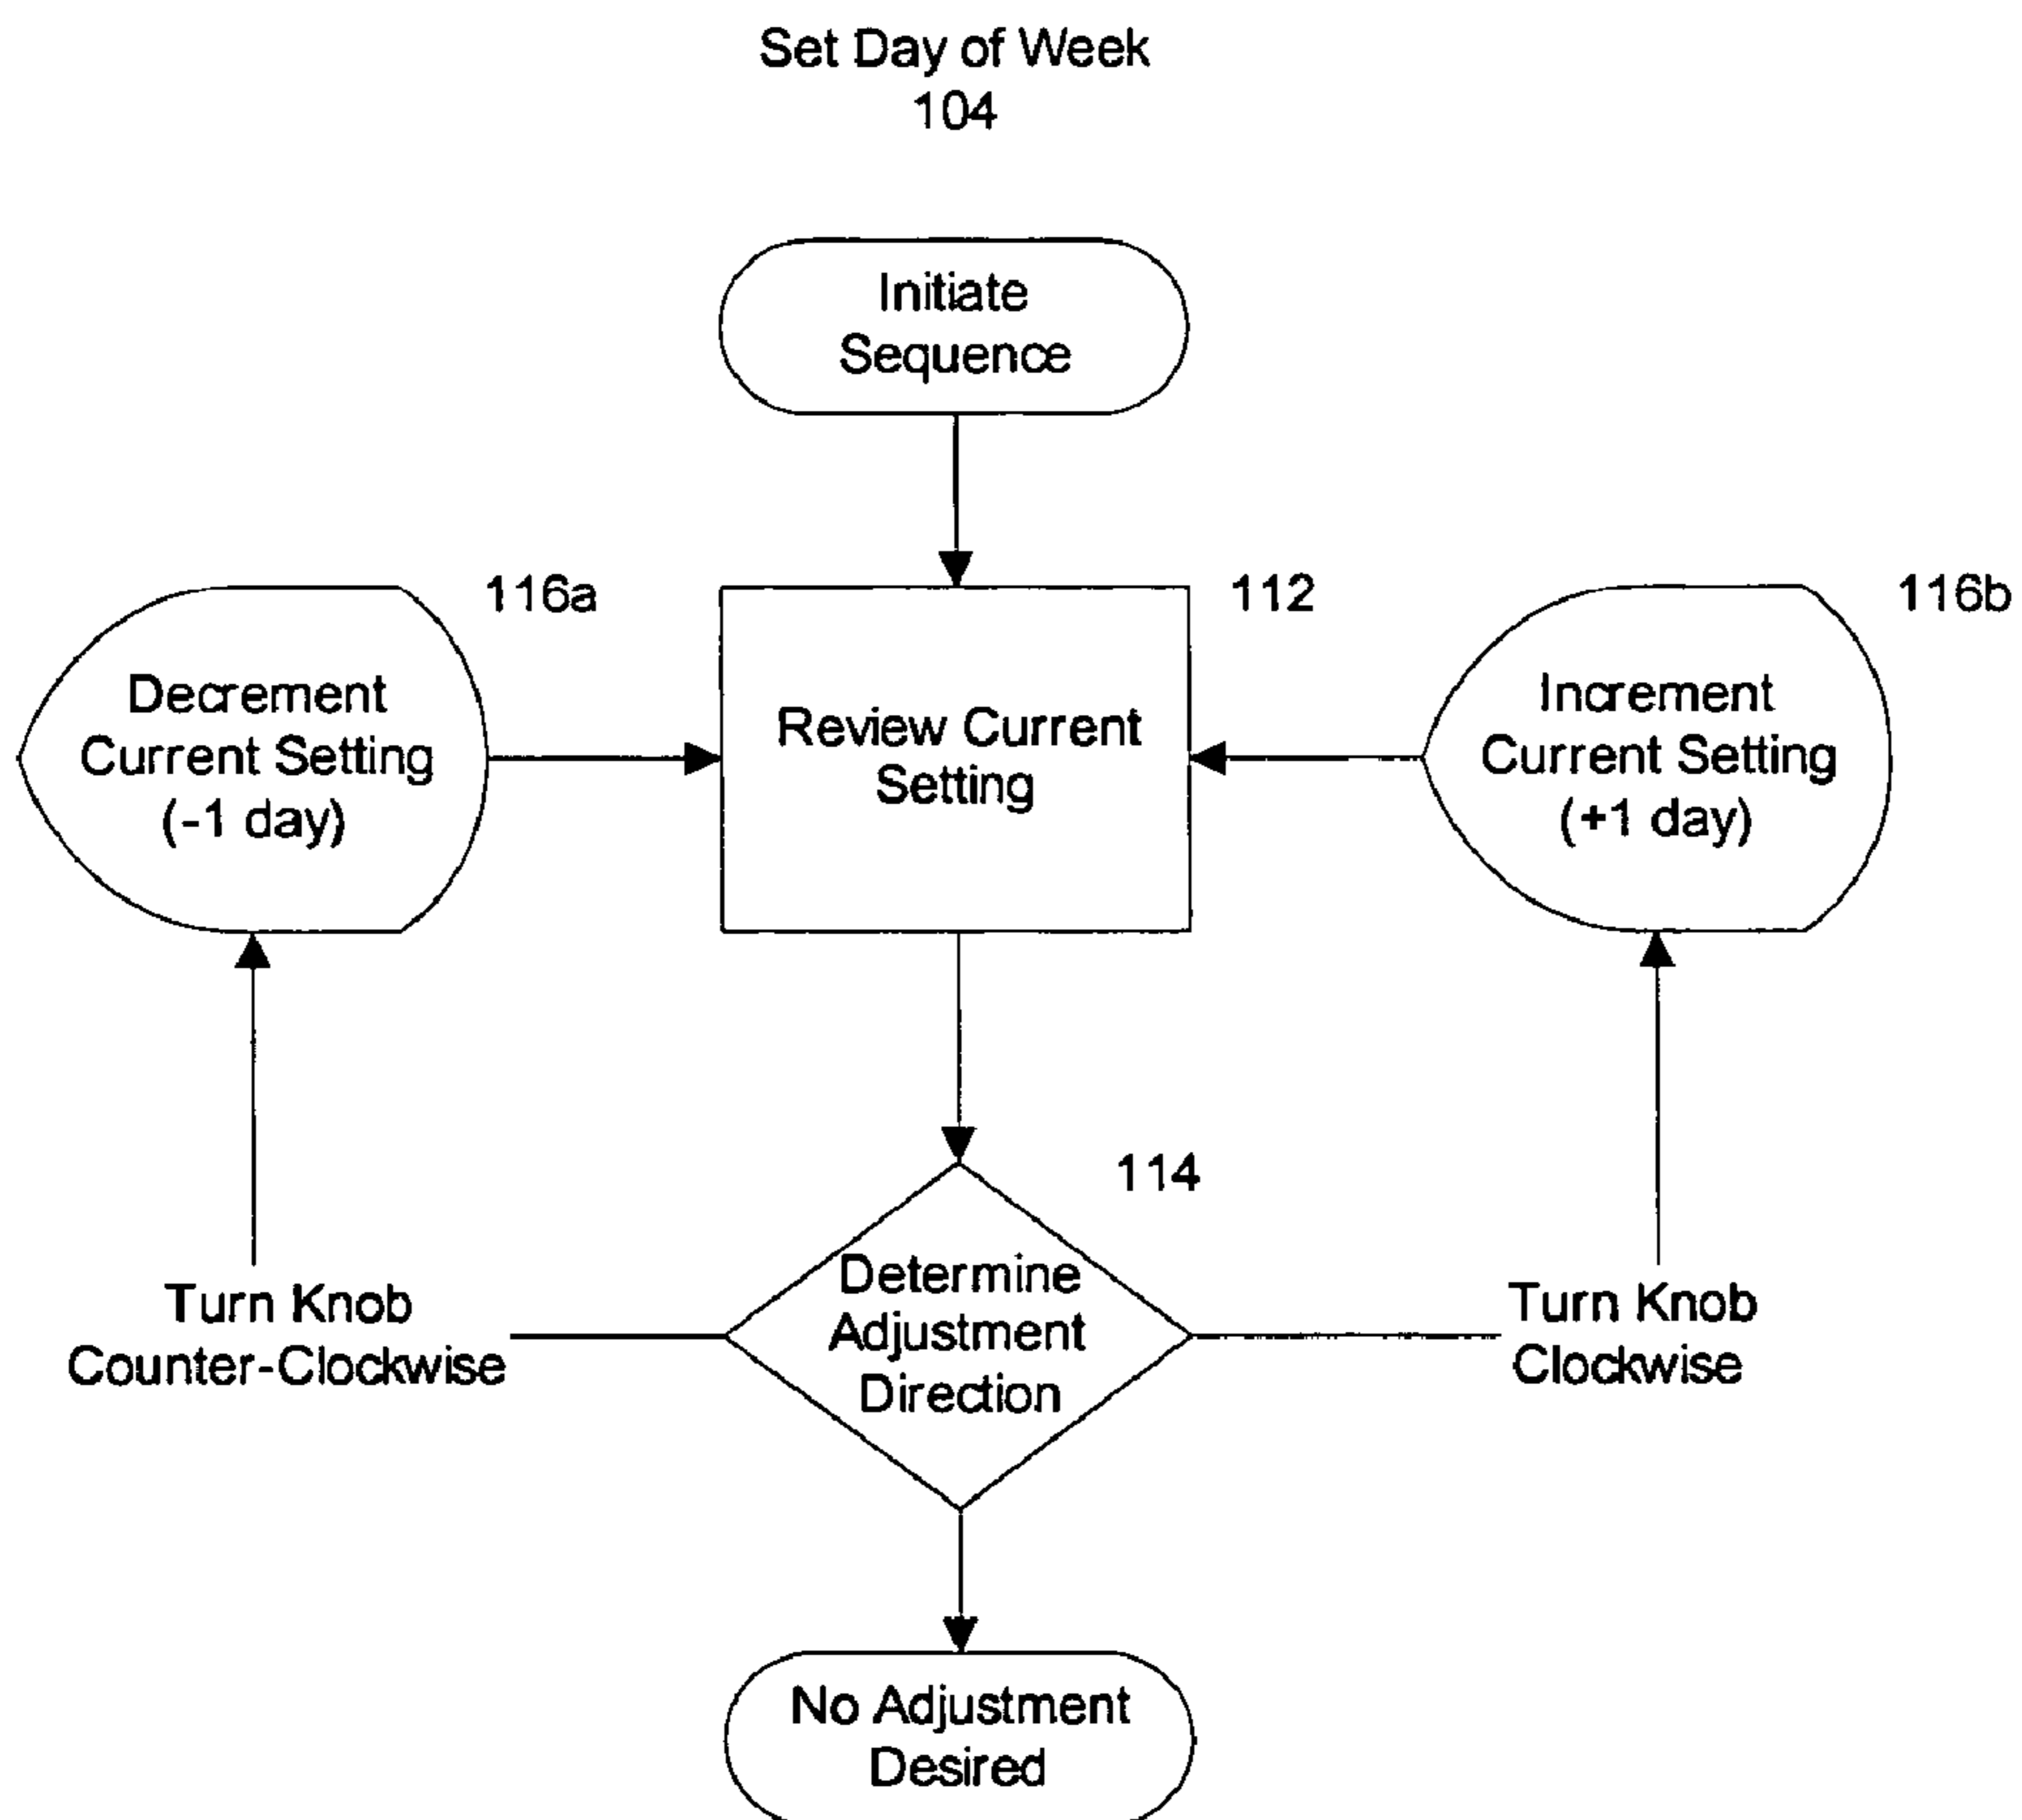 Set Day of Week
104
Initiate
Sequence
116a
112
116b
Decrement
Current Setting
(-1 day)
Review Current
Setting
Increment
Current Setting
(+1 day)
114
Turn Knob
Counter-Clockwise
Determine
Adjustment
Direction
Turn Knob
Clockwise
No Adjustment
Desired